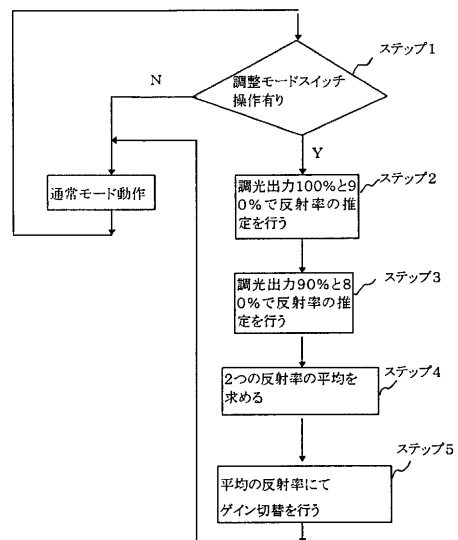 ステップ1
調整モードスイッチ
操作有り
N
Y
通常モード動作
ステップ2
調光出力100%と9
0%で反射率の推
定を行う
ステップ3
調光出力90%と8
0%で反射率の推定
を行う
ステップ4
2つの反射率の平均を
求める
ステップ5
平均の反射率にて
ゲイン切替を行う